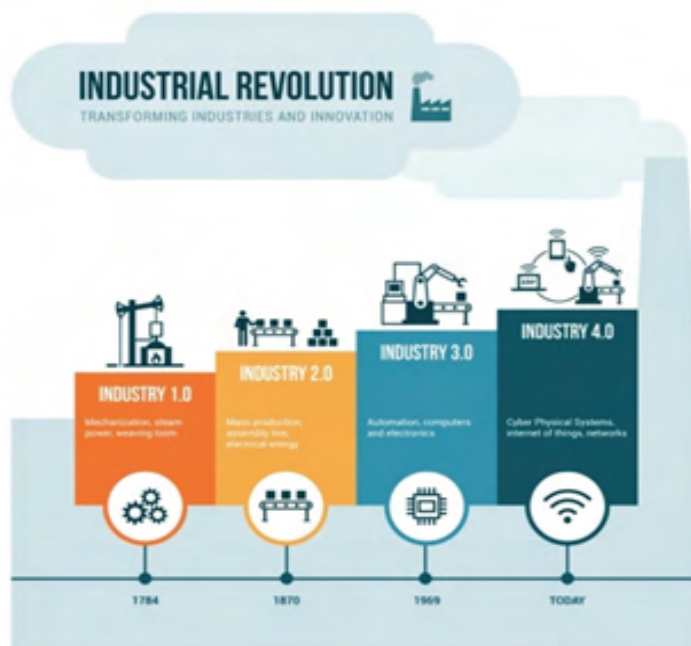 INDUSTRIAL REVOLUTION
TRANSFORMING INDUSTRIES AND INNOVATION
INDUSTRY 1.0
Mechanization, steam
power, weaving loom
INDUSTRY 2.0
Mass production,
assembly line,
electrical energy
INDUSTRY 3.0
Automation, computers
and electronics
INDUSTRY 4.0
Cyber Physical Systems,
internet of things, networks
1784
1870
1969
TODAY